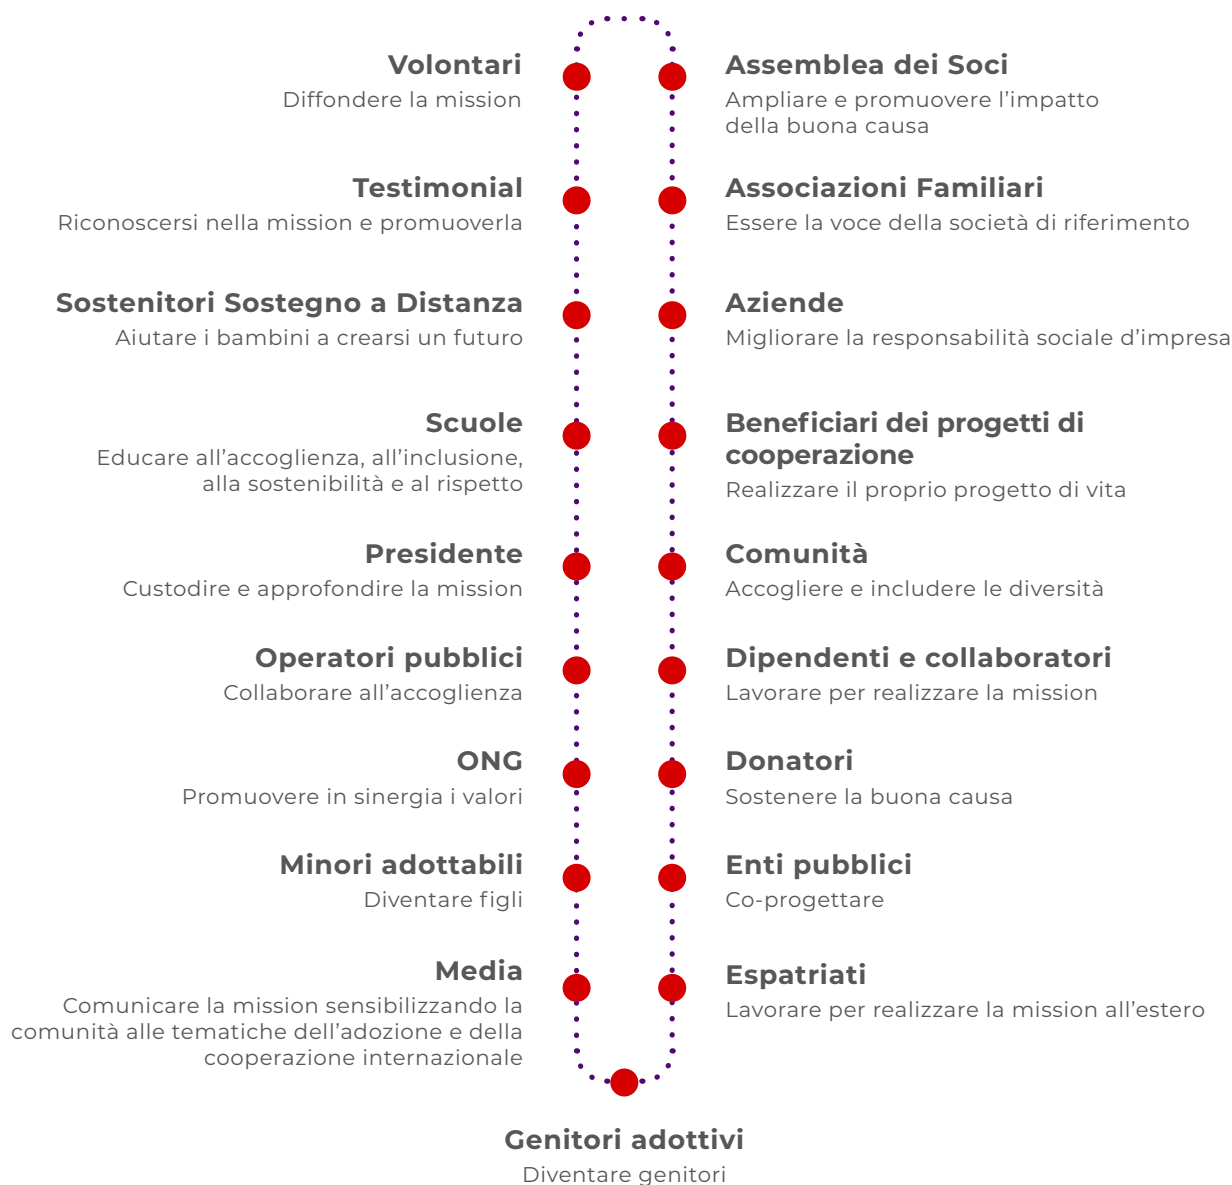 Volontari
Diffondere la mission
Testimonial
Riconoscersi nella mission e promuoverla
Sostenitori Sostegno a Distanza
Aiutare i bambini a crearsi un futuro
Scuole
Educare all’accoglienza, all’inclusione,
alla sostenibilità e al rispetto
Presidente
Custodire e approfondire la mission
Operatori pubblici
Collaborare all’accoglienza
ONG
Promuovere in sinergia i valori
Minori adottabili
Diventare figli
Media
Comunicare la mission sensibilizzando la
comunità alle tematiche dell’adozione e della
cooperazione internazionale
Assemblea dei Soci
Ampliare e promuovere l’impatto
della buona causa
Associazioni Familiari
Essere la voce della società di riferimento
Aziende
Migliorare la responsabilità sociale d’impresa
Beneficiari dei progetti di
cooperazione
Realizzare il proprio progetto di vita
Comunità
Accogliere e includere le diversità
Dipendenti e collaboratori
Lavorare per realizzare la mission
Donatori
Sostenere la buona causa
Enti pubblici
Co-progettare
Espatriati
Lavorare per realizzare la mission all’estero
Genitori adottivi
Diventare genitori